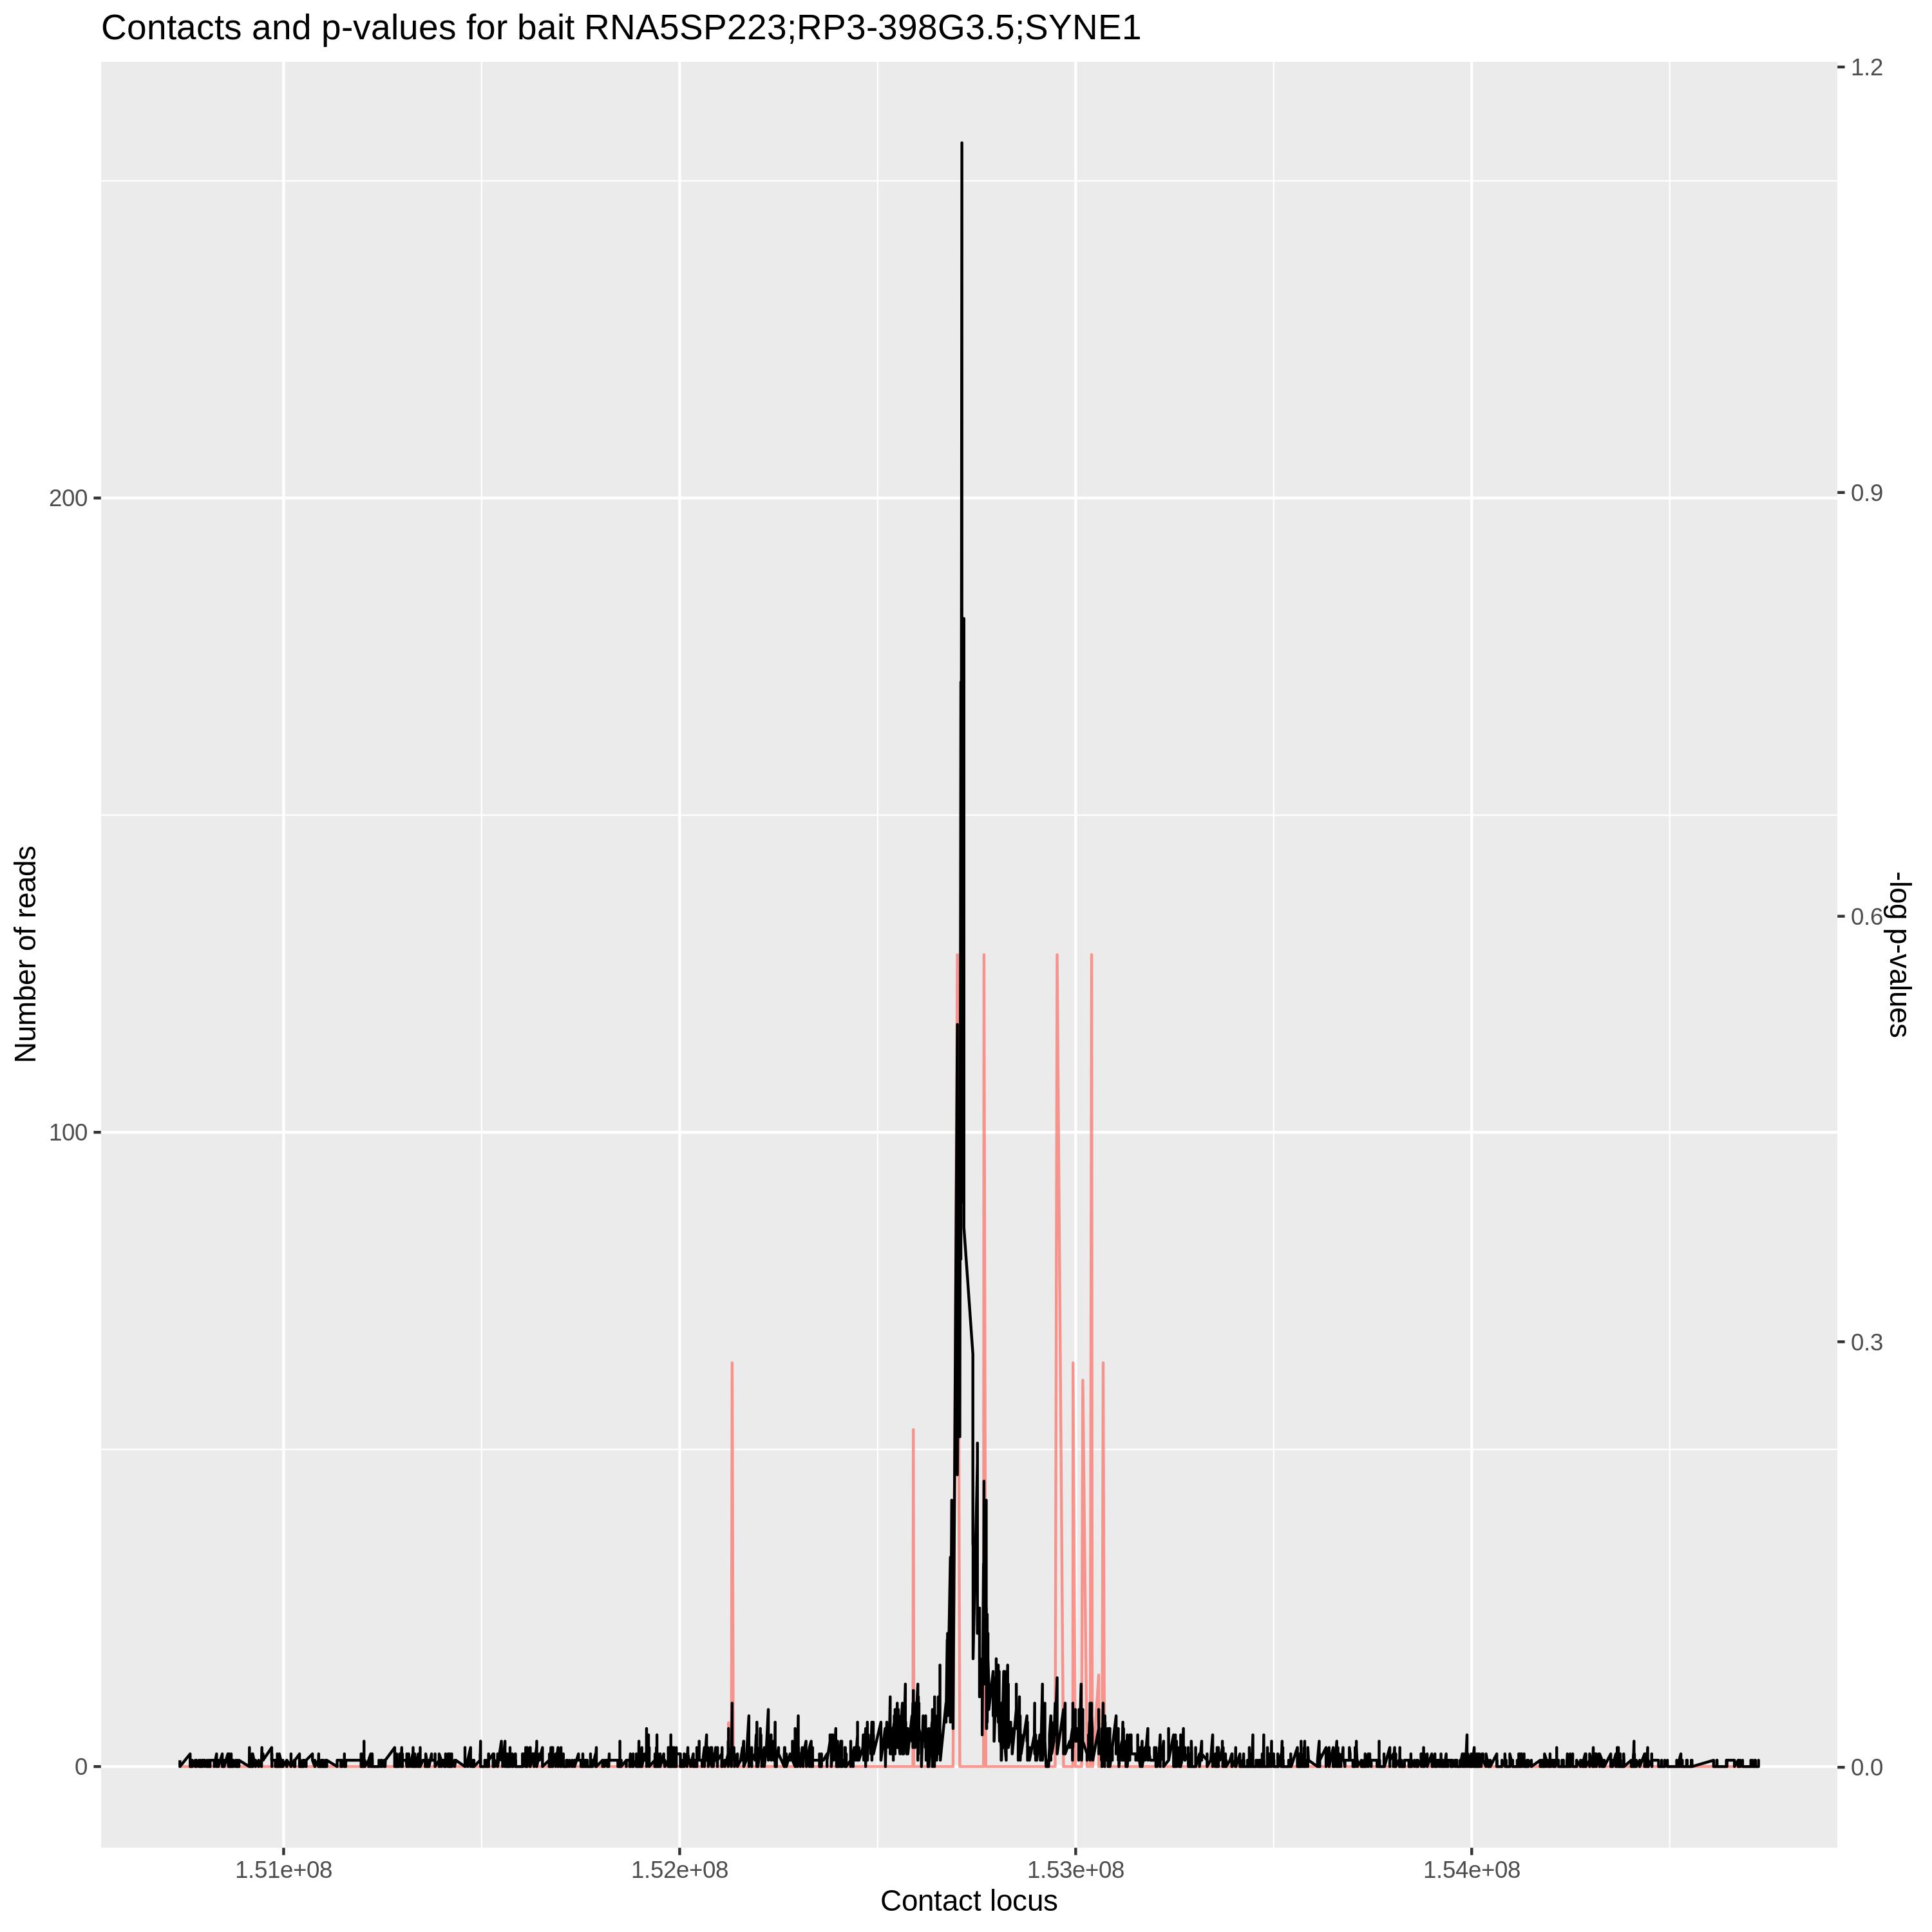 Contacts and p-values for bait RNA5SP223;RP3-398G3.5;SYNE1
1.2
200
0.9
Number of reads
0.6
-log p-values
100
0.3
0
0.0
1.51e+08
1.52e+08
1.53e+08
1.54e+08
Contact locus